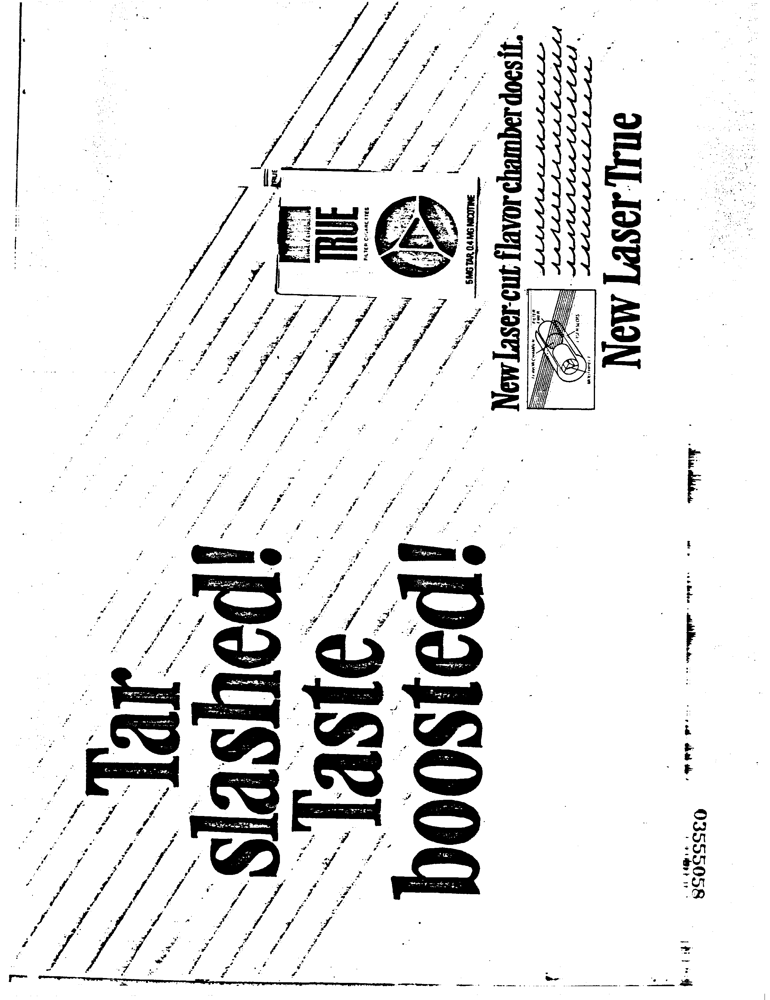 Tar
slashed!
Taste
boosted!
TRUE
TRUE
FILTER CIGARETTES
5 MG TAR, 0.4 MG NICOTINE
New Laser-cut flavor chamber does it.
New Laser True
03555058